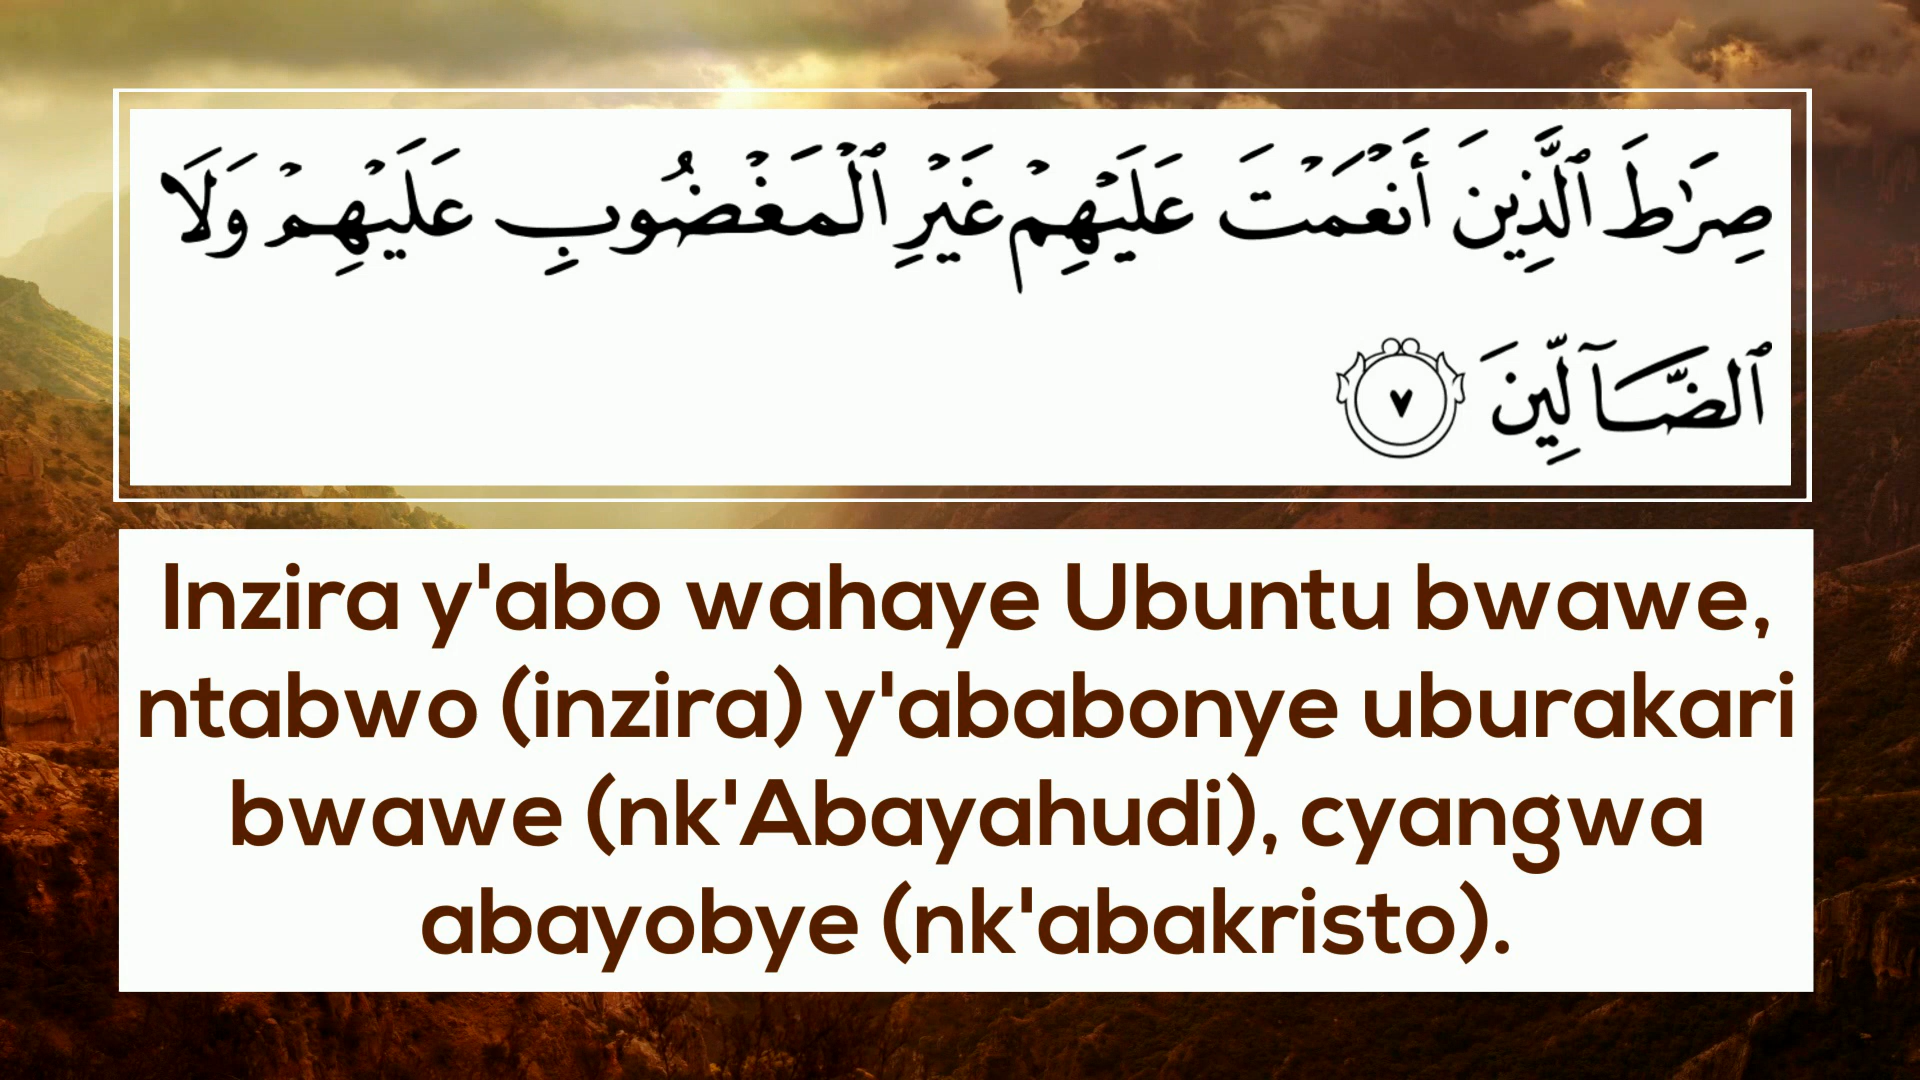 صِرَٰطَ ٱلَّذِينَ أَنْعَمْتَ عَلَيْهِمْ غَيْرِ ٱلْمَغْضُوبِ عَلَيْهِمْ وَلَا
ٱلضَّآلِّينَ ٧
Inzira y'abo wahaye Ubuntu bwawe,
ntabwo (inzira) y'ababonye uburakari
bwawe (nk'Abayahudi), cyangwa
abayobye (nk'abakristo).